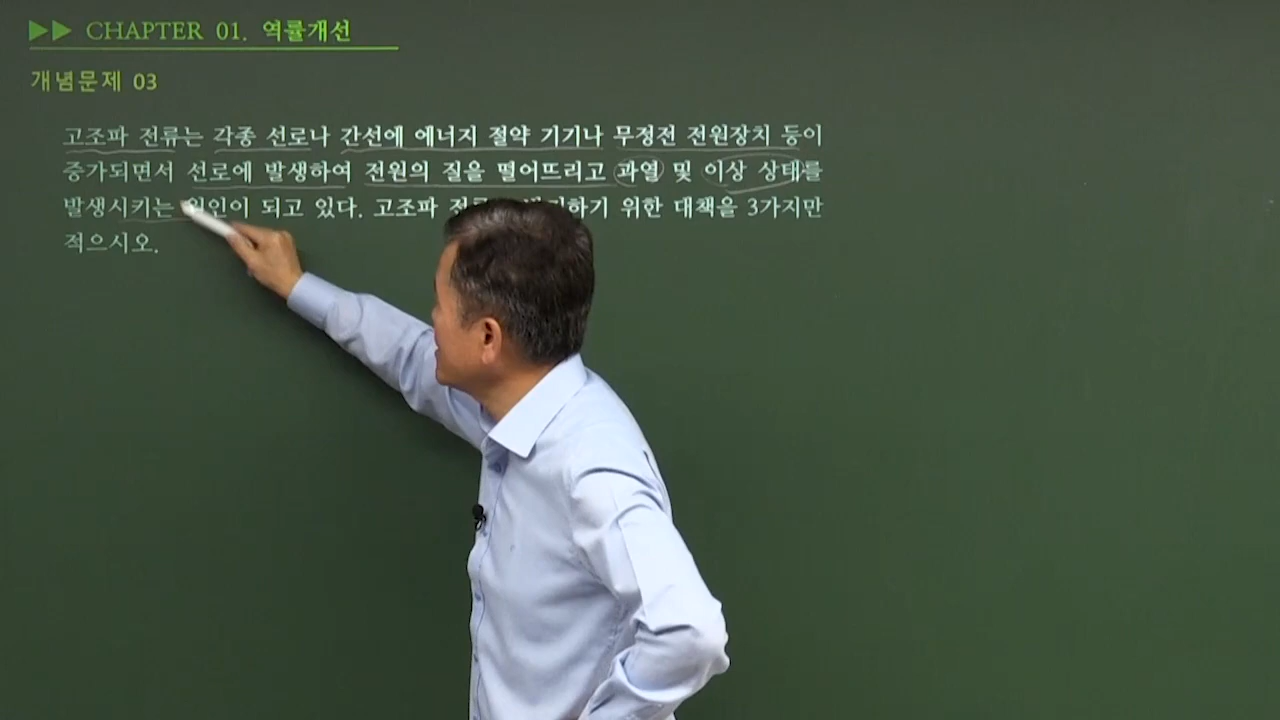 ▶▶ CHAPTER 01. 역률개선
개념문제 03
고조파 전류는 각종 선로나 간선에 에너지 절약 기기나 무정전 전원장치 등이
증가되면서 선로에 발생하여 전원의 질을 떨어뜨리고 과열 및 이상 상태를
발생시키는 원인이 되고 있다. 고조파 위한 대책을 3가지만
적으시오.